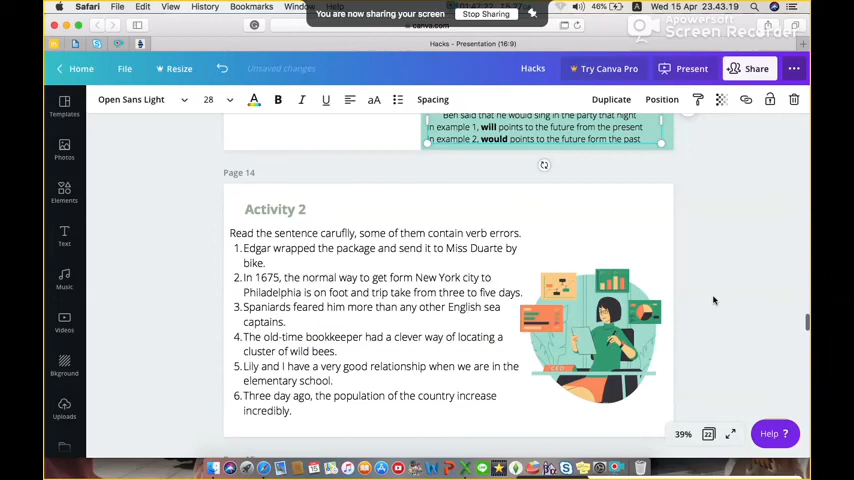 Safari File Edit View History Bookmarks Window
You are now sharing your screen Stop Sharing
46% Wed 15 Apr 23.43.19
Apowersoft
Screen Recorder
canva.com
Hacks - Presentation (16:9)
Home File Resize Unsaved changes Hacks Try Canva Pro Present Share
Open Sans Light 28 A B I U aA Spacing Duplicate Position
Templates
Photos
Elements
Text
Music
Videos
Bkground
Uploads
Ben said that he would sing in the party that night
in example 1, will points to the future from the present
in example 2, would points to the future form the past
Page 14
Activity 2
Read the sentence caruflly, some of them contain verb errors.
1. Edgar wrapped the package and send it to Miss Duarte by
bike.
2. In 1675, the normal way to get form New York city to
Philadelphia is on foot and trip take from three to five days.
3. Spaniards feared him more than any other English sea
captains.
4. The old-time bookkeeper had a clever way of locating a
cluster of wild bees.
5. Lily and I have a very good relationship when we are in the
elementary school.
6. Three day ago, the population of the country increase
incredibly.
CEO
39% 22 Help ?